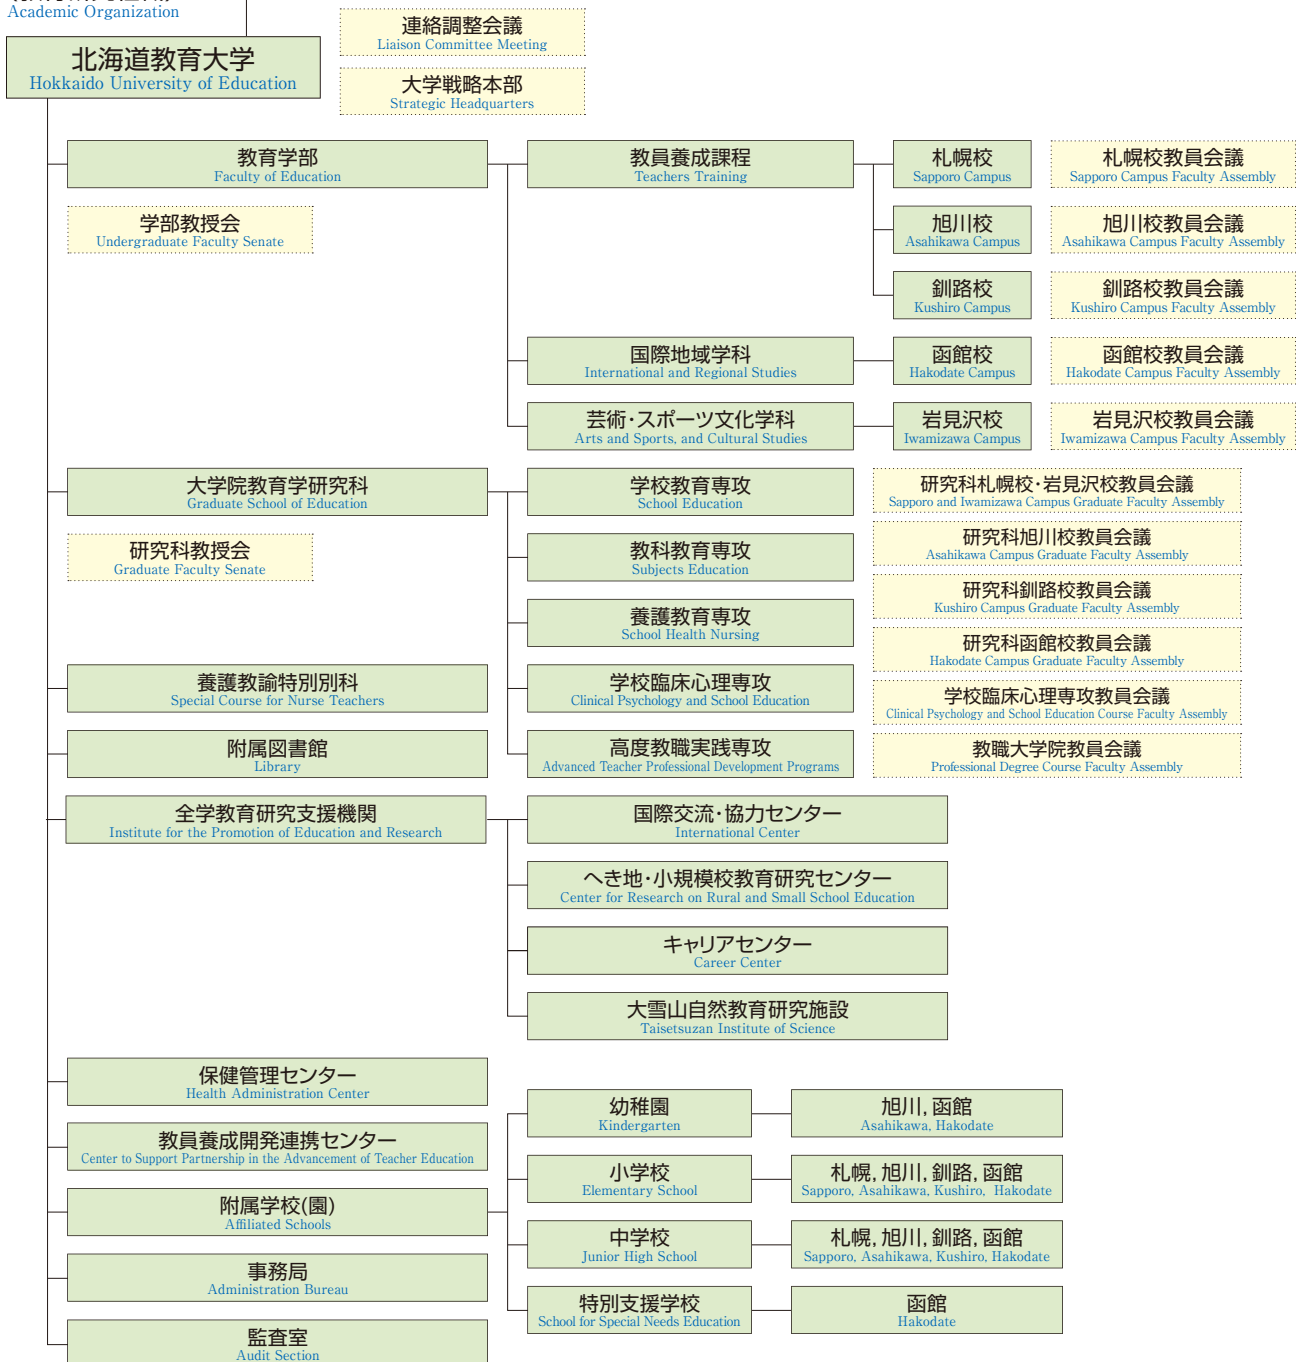 Academic Organization
北海道教育大学
Hokkaido University of Education
連絡調整会議
Liaison Committee Meeting
大学戦略本部
Strategic Headquarters
教育学部
Faculty of Education
学部教授会
Undergraduate Faculty Senate
教員養成課程
Teachers Training
札幌校
Sapporo Campus
札幌校教員会議
Sapporo Campus Faculty Assembly
旭川校
Asahikawa Campus
旭川校教員会議
Asahikawa Campus Faculty Assembly
釧路校
Kushiro Campus
釧路校教員会議
Kushiro Campus Faculty Assembly
国際地域学科
International and Regional Studies
函館校
Hakodate Campus
函館校教員会議
Hakodate Campus Faculty Assembly
芸術・スポーツ文化学科
Arts and Sports, and Cultural Studies
岩見沢校
Iwamizawa Campus
岩見沢校教員会議
Iwamizawa Campus Faculty Assembly
大学院教育学研究科
Graduate School of Education
研究科教授会
Graduate Faculty Senate
学校教育専攻
School Education
教科教育専攻
Subjects Education
養護教育専攻
School Health Nursing
学校臨床心理専攻
Clinical Psychology and School Education
高度教職実践専攻
Advanced Teacher Professional Development Programs
研究科札幌校・岩見沢校教員会議
Sapporo and Iwamizawa Campus Graduate Faculty Assembly
研究科旭川校教員会議
Asahikawa Campus Graduate Faculty Assembly
研究科釧路校教員会議
Kushiro Campus Graduate Faculty Assembly
研究科函館校教員会議
Hakodate Campus Graduate Faculty Assembly
学校臨床心理専攻教員会議
Clinical Psychology and School Education Course Faculty Assembly
教職大学院教員会議
Professional Degree Course Faculty Assembly
養護教諭特別別科
Special Course for Nurse Teachers
附属図書館
Library
全学教育研究支援機関
Institute for the Promotion of Education and Research
国際交流・協力センター
International Center
へき地・小規模校教育研究センター
Center for Research on Rural and Small School Education
キャリアセンター
Career Center
大雪山自然教育研究施設
Taisetsuzan Institute of Science
保健管理センター
Health Administration Center
教員養成開発連携センター
Center to Support Partnership in the Advancement of Teacher Education
附属学校(園)
Affiliated Schools
幼稚園
Kindergarten
旭川, 函館
Asahikawa, Hakodate
小学校
Elementary School
札幌, 旭川, 釧路, 函館
Sapporo, Asahikawa, Kushiro, Hakodate
中学校
Junior High School
札幌, 旭川, 釧路, 函館
Sapporo, Asahikawa, Kushiro, Hakodate
特別支援学校
School for Special Needs Education
函館
Hakodate
事務局
Administration Bureau
監査室
Audit Section